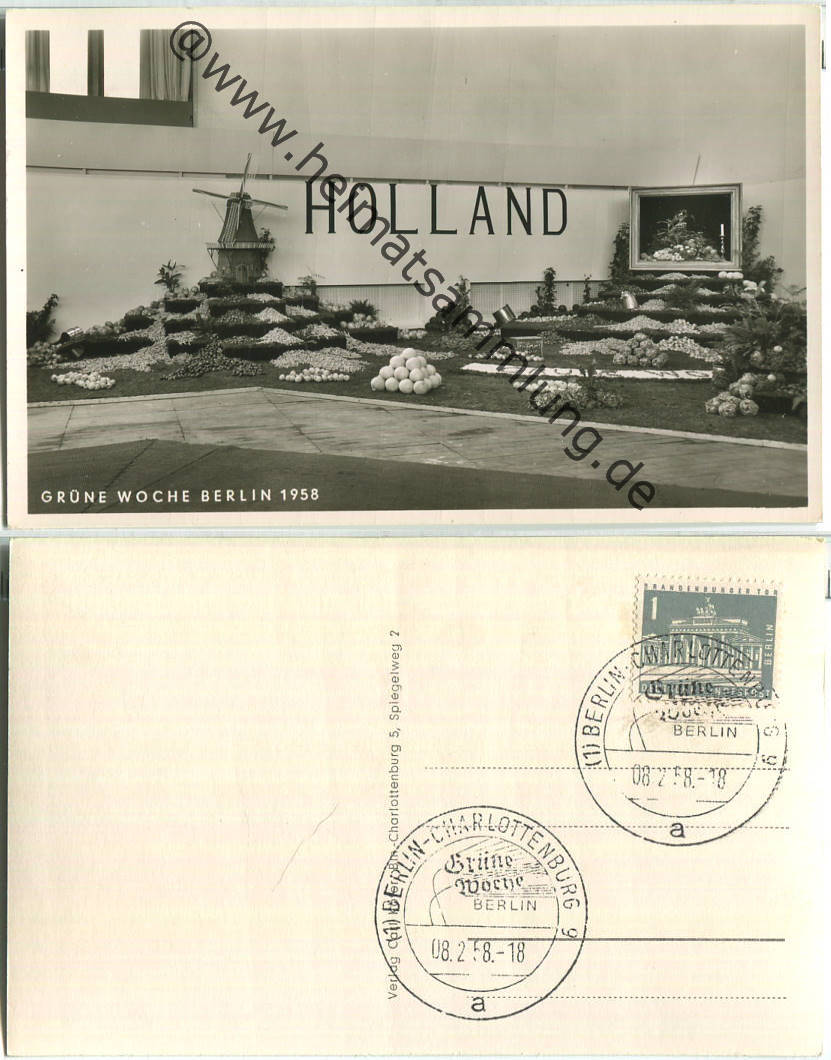 @www.heimatsammlung.de
HOLLAND
GRÜNE WOCHE BERLIN 1958
BRANDENBURGER TOR
1
BERLIN
(1) BERLIN-CHARLOTTENBURG 9
Grüne
Woche
BERLIN
08.2.58.-18
a
Bln.-Charlottenburg 5, Spiegelweg 2
Verlag
(1) BERLIN-CHARLOTTENBURG 9
Grüne
Woche
BERLIN
08.2.58.-18
a